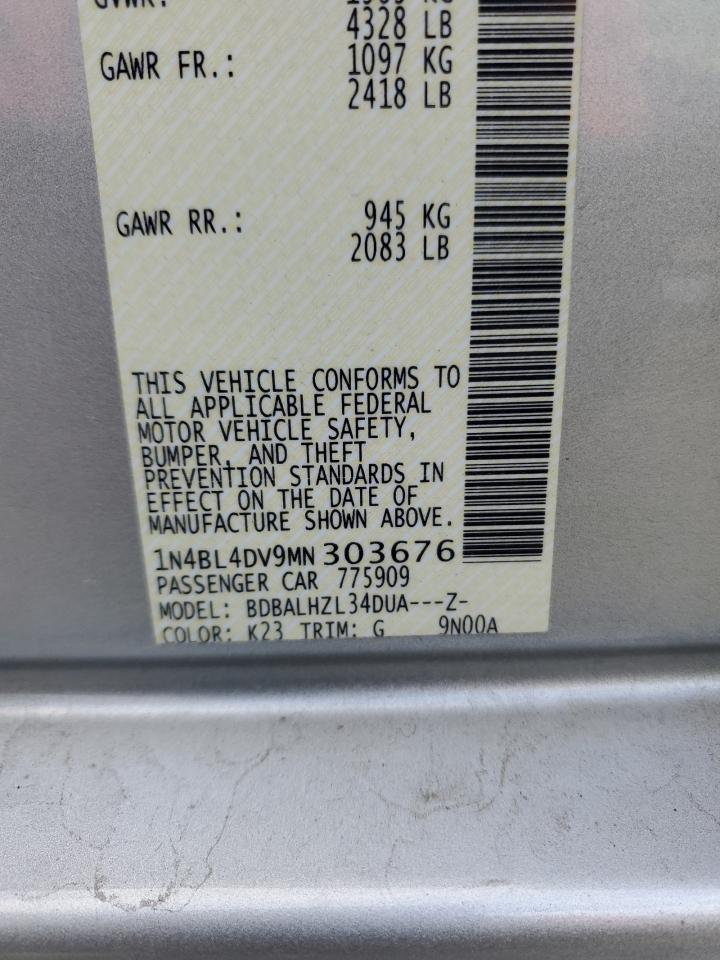 GVWR:
4328 LB
GAWR FR.: 1097 KG
2418 LB
GAWR RR.: 945 KG
2083 LB
THIS VEHICLE CONFORMS TO
ALL APPLICABLE FEDERAL
MOTOR VEHICLE SAFETY,
BUMPER, AND THEFT
PREVENTION STANDARDS IN
EFFECT ON THE DATE OF
MANUFACTURE SHOWN ABOVE.
1N4BL4DV9MN303676
PASSENGER CAR 775909
MODEL: BDBALHZL34DUA---Z-
COLOR: K23 TRIM: G 9N00A